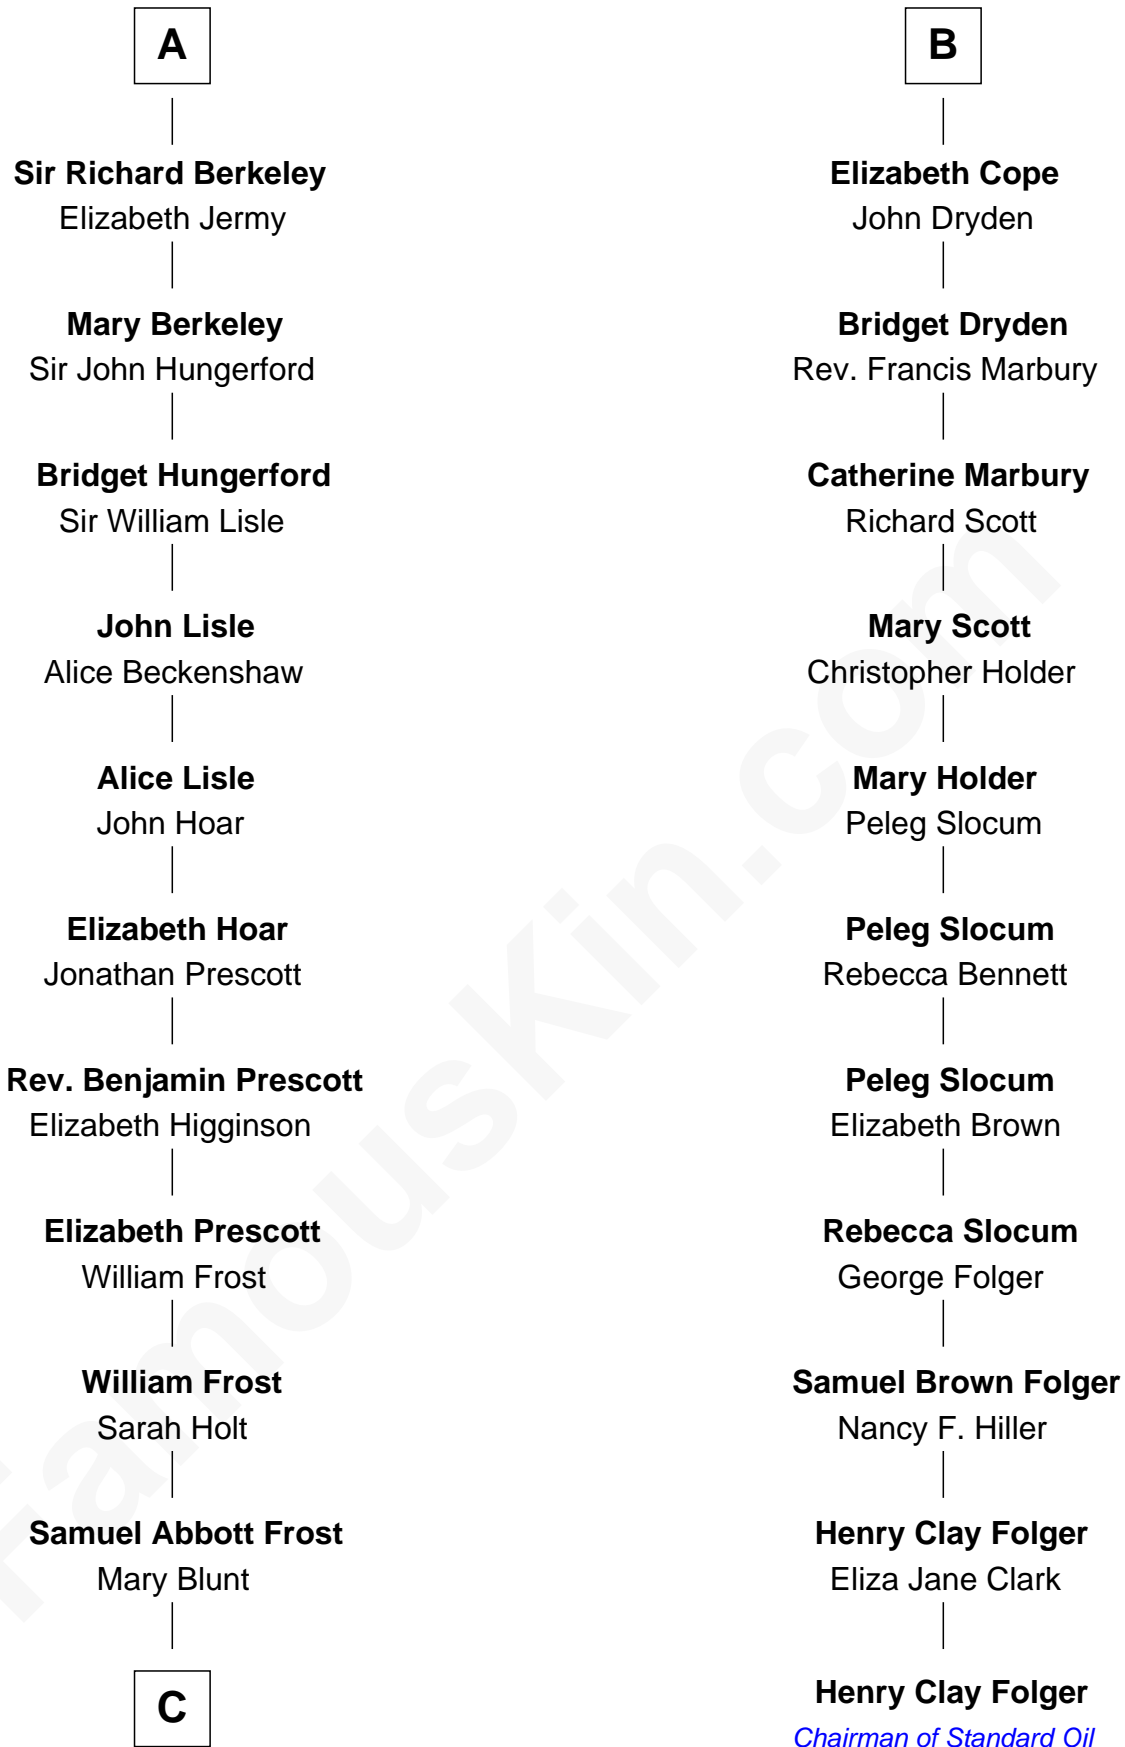 A
Sir Richard Berkeley
Elizabeth Jermy
Mary Berkeley
Sir John Hungerford
Bridget Hungerford
Sir William Lisle
John Lisle
Alice Beckenshaw
Alice Lisle
John Hoar
Elizabeth Hoar
Jonathan Prescott
Rev. Benjamin Prescott
Elizabeth Higginson
Elizabeth Prescott
William Frost
William Frost
Sarah Holt
Samuel Abbott Frost
Mary Blunt
C
B
Elizabeth Cope
John Dryden
Bridget Dryden
Rev. Francis Marbury
Catherine Marbury
Richard Scott
Mary Scott
Christopher Holder
Mary Holder
Peleg Slocum
Peleg Slocum
Rebecca Bennett
Peleg Slocum
Elizabeth Brown
Rebecca Slocum
George Folger
Samuel Brown Folger
Nancy F. Hiller
Henry Clay Folger
Eliza Jane Clark
Henry Clay Folger
Chairman of Standard Oil
FamousKin.com